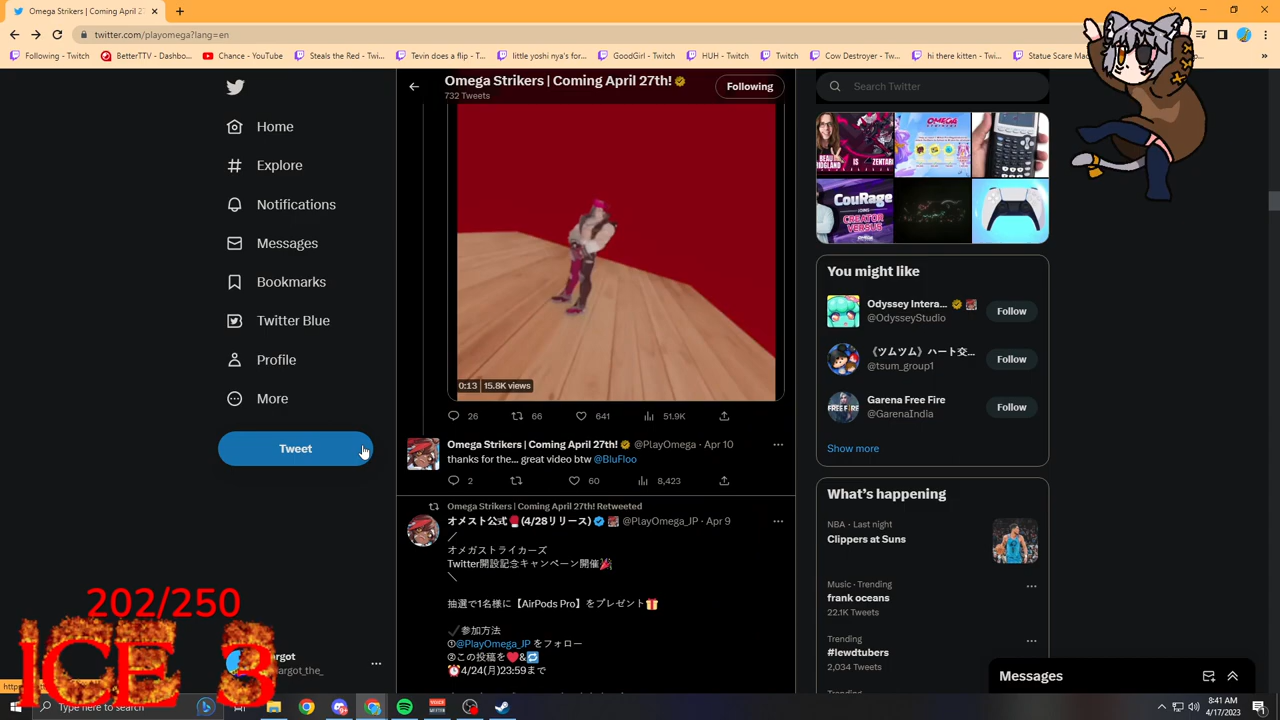 Omega Strikers | Coming April 27
twitter.com/playomega?lang=en
Following - Twitch
BetterTTV - Dashbo...
Chance - YouTube
Steals the Red - Twi...
Tevin does a flip - T...
little yoshi nya's for...
GoodGirl - Twitch
HUH - Twitch
Twitch
Cow Destroyer - Tw...
hi there kitten - Twi...
Statue Scare Ma
Home
Explore
Notifications
Messages
Bookmarks
Twitter Blue
Profile
More
Tweet
Omega Strikers | Coming April 27th!
732 Tweets
Following
0:13 | 15.8K views
26
66
641
51.9K
Omega Strikers | Coming April 27th! @PlayOmega · Apr 10
thanks for the... great video btw @BluFloo
2
60
8,423
Omega Strikers | Coming April 27th! Retweeted
オメスト公式🥊(4/28リリース) @PlayOmega_JP · Apr 9
／
オメガストライカーズ
Twitter開設記念キャンペーン開催🎉
＼
抽選で1名様に【AirPods Pro】をプレゼント🎁
✓参加方法
①@PlayOmega_JP をフォロー
②この投稿を❤️&🔁
⏰4/24(月)23:59まで
Search Twitter
IS ZENTAR
OMEGA
CouRage
JOINS
CREATOR
VERSUS
You might like
Odyssey Intera...
@OdysseyStudio
Follow
《ツムツム》ハート交...
@tsum_group1
Follow
Garena Free Fire
@GarenaIndia
Follow
Show more
What's happening
NBA · Last night
Clippers at Suns
Music · Trending
frank oceans
22.1K Tweets
Trending
#lewdtubers
2,034 Tweets
Messages
202/250
ICE 8
argot
argot_the_
Type here to search
8:41 AM
4/17/2023